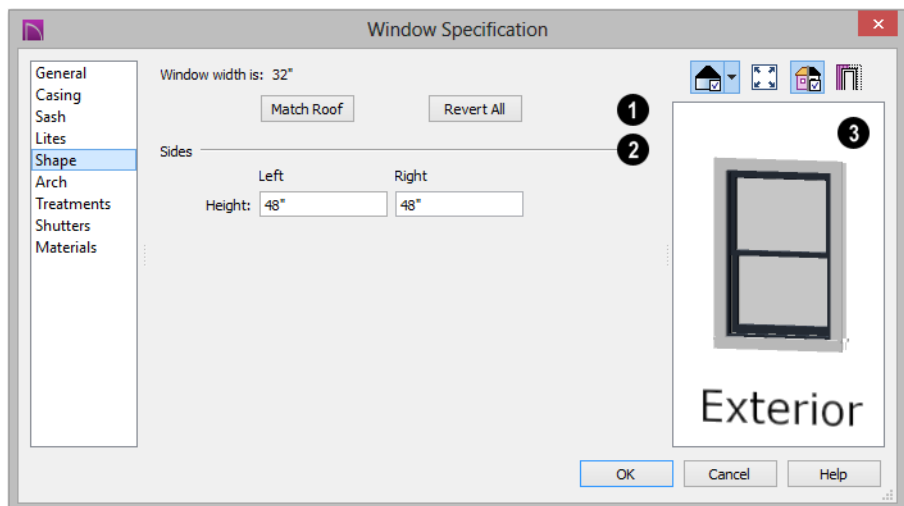 Window Specification
×
General
Casing
Sash
Lites
Shape
Arch
Treatments
Shutters
Materials
Window width is: 32"
Match Roof Revert All
1
Sides
2
Left Right
Height: 48" 48"
3
Exterior
OK Cancel Help